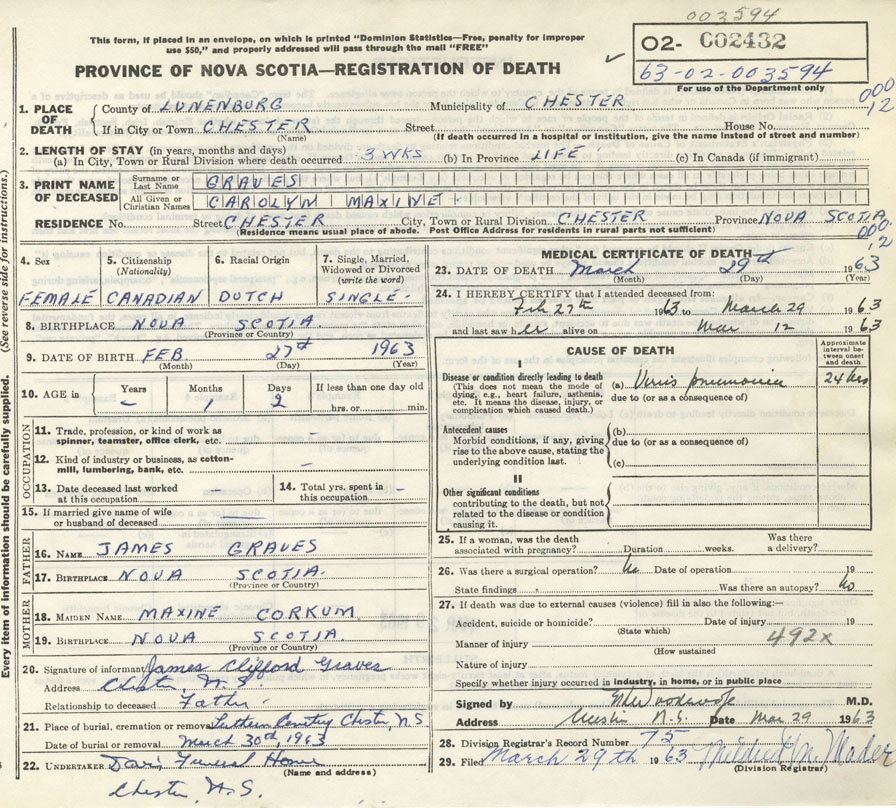 003594
This form, if placed in an envelope, on which is printed "Dominion Statistics—Free, penalty for improper
use $50," and properly addressed will pass through the mail "FREE"
O2- C02432
63-02-003594
For use of the Department only
PROVINCE OF NOVA SCOTIA—REGISTRATION OF DEATH
000
12
1. PLACE OF DEATH { County of LUNENBURG Municipality of CHESTER
If in City or Town CHESTER Street House No.
(Name) (If death occurred in a hospital or institution, give the name instead of street and number)
2. LENGTH OF STAY (in years, months and days)
(a) In City, Town or Rural Division where death occurred 3 WKS (b) In Province LIFE (c) In Canada (if immigrant)
3. PRINT NAME OF DECEASED
Surname or Last Name GRAVES
All Given or Christian Names CAROLYN MAXINE
RESIDENCE No. Street CHESTER City, Town or Rural Division CHESTER Province NOVA SCOTIA
(Residence means usual place of abode. Post Office Address for residents in rural parts not sufficient)
000
12
(See reverse side for instructions.)
Every item of information should be carefully supplied.
4. Sex 5. Citizenship (Nationality) 6. Racial Origin 7. Single, Married, Widowed or Divorced (write the word)
FEMALE CANADIAN DUTCH SINGLE.
8. BIRTHPLACE NOVA SCOTIA.
(Province or Country)
9. DATE OF BIRTH FEB. 27th 1963
(Month) (Day) (Year)
10. AGE in Years Months Days If less than one day old
– 1 2 hrs. or min.
OCCUPATION
11. Trade, profession, or kind of work as
spinner, teamster, office clerk, etc. –
12. Kind of industry or business, as cotton-
mill, lumbering, bank, etc. –
13. Date deceased last worked at this occupation – 14. Total yrs. spent in this occupation –
15. If married give name of wife
or husband of deceased —
FATHER
16. NAME JAMES GRAVES
17. BIRTHPLACE NOVA SCOTIA.
(Province or Country)
MOTHER
18. MAIDEN NAME MAXINE CORKUM
19. BIRTHPLACE NOVA SCOTIA.
(Province or Country)
20. Signature of informant James Clifford Graves
Address Chester N.S.
Relationship to deceased Father
21. Place of burial, cremation or removal Chester, N.S
Date of burial or removal March 30th, 1963
22. UNDERTAKER Davis Funeral Home
(Name and address)
Chester, N.S.
MEDICAL CERTIFICATE OF DEATH
23. DATE OF DEATH March 29th 1963
(Month) (Day) (Year)
24. I HEREBY CERTIFY that I attended deceased from:
Feb 27th 1963 to March 29 1963
and last saw her alive on Mar 12 1963
CAUSE OF DEATH
Approximate interval between onset and death
I
Disease or condition directly leading to death
(This does not mean the mode of dying, e.g., heart failure, asthenia, etc. It means the disease, injury, or complication which caused death.)
(a) Virus pneumonia 24 hrs
due to (or as a consequence of)
Antecedent causes
Morbid conditions, if any, giving rise to the above cause, stating the underlying condition last.
(b)
due to (or as a consequence of)
(c)
II
Other significant conditions
contributing to the death, but not related to the disease or condition causing it.
25. If a woman, was the death associated with pregnancy? Duration weeks. Was there a delivery?
26. Was there a surgical operation? No Date of operation 19
State findings Was there an autopsy? No
27. If death was due to external causes (violence) fill in also the following:—
Accident, suicide or homicide? Date of injury 19
(State which)
Manner of injury 492x
(How sustained)
Nature of injury
Specify whether injury occurred in industry, in home, or in public place
Signed by M.D.
Address N.S. Date Mar 29 1963
28. Division Registrar's Record Number 75
29. Filed March 29th 1963 Mader
(Division Registrar)